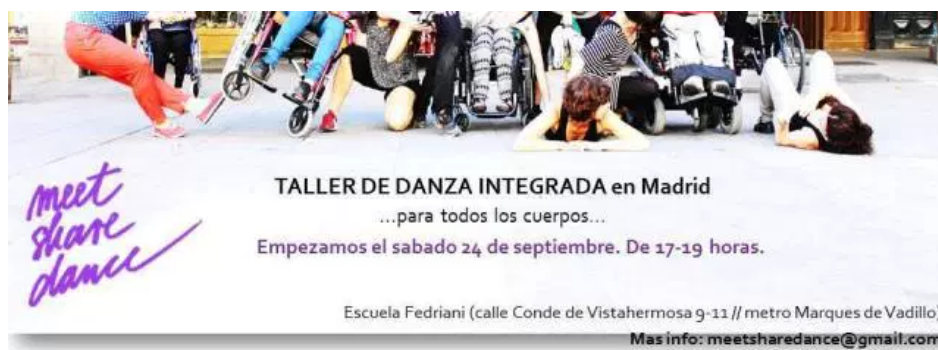 meet
share
dance
TALLER DE DANZA INTEGRADA en Madrid
...para todos los cuerpos...
Empezamos el sabado 24 de septiembre. De 17-19 horas.
Escuela Fedriani (calle Conde de Vistahermosa 9-11 // metro Marques de Vadillo)
Mas info: meetsharedance@gmail.com